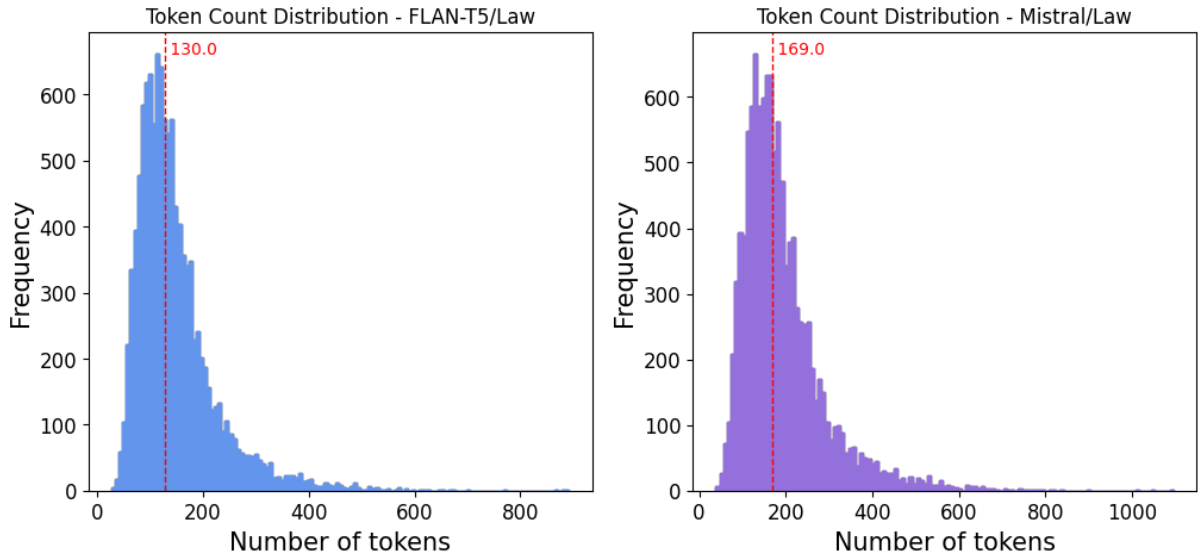 Token Count Distribution - FLAN-T5/Law
130.0
600
500
400
300
200
100
0
Frequency
0 200 400 600 800
Number of tokens
Token Count Distribution - Mistral/Law
169.0
600
500
400
300
200
100
0
Frequency
0 200 400 600 800 1000
Number of tokens